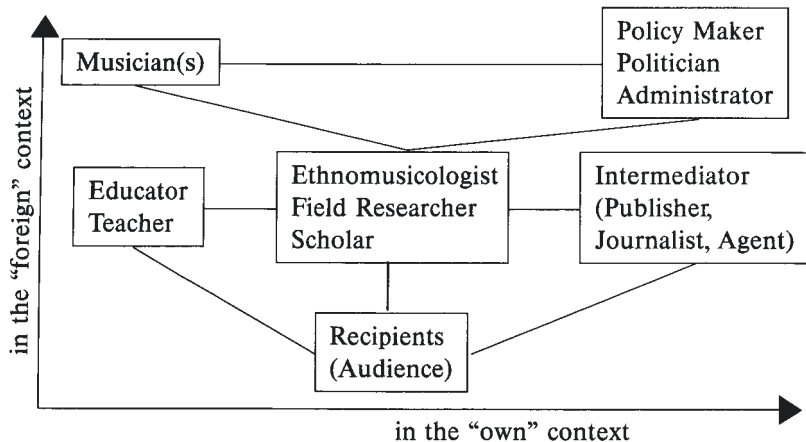 Musician(s)
Policy Maker
Politician
Administrator
Educator
Teacher
Ethnomusicologist
Field Researcher
Scholar
Intermediator
(Publisher,
Journalist, Agent)
Recipients
(Audience)
in the “foreign” context
in the “own” context